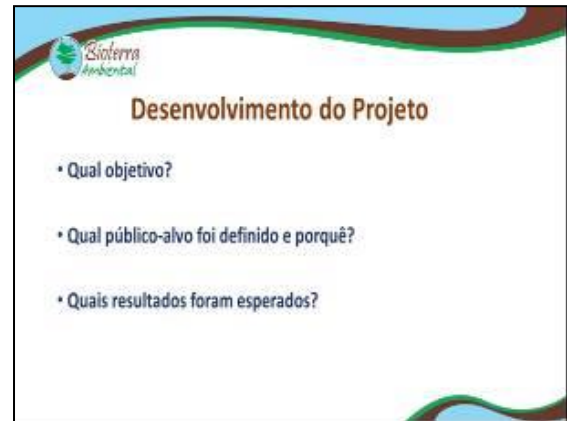 Bioterra
Ambiental
Desenvolvimento do Projeto
• Qual objetivo?
• Qual público-alvo foi definido e porquê?
• Quais resultados foram esperados?